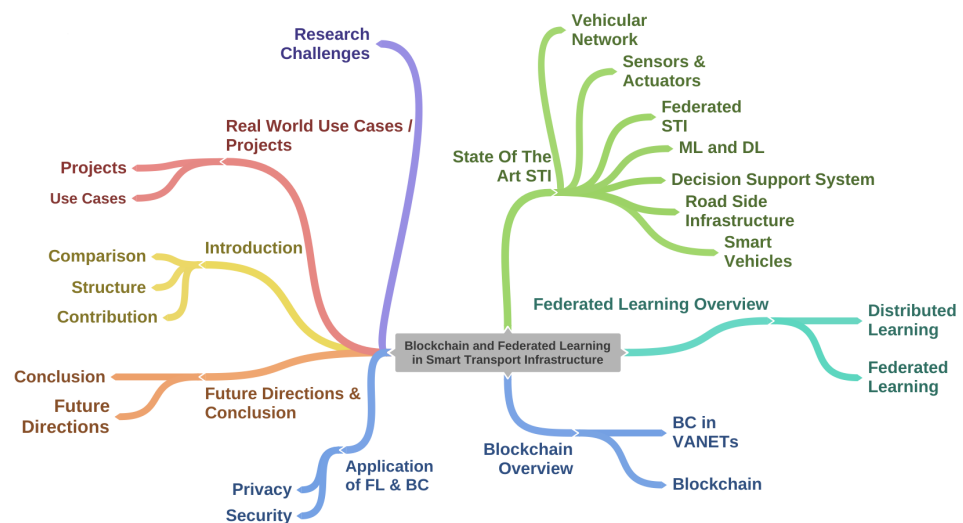 Research
Challenges
Real World Use Cases /
Projects
Projects
Use Cases
Introduction
Comparison
Structure
Contribution
Future Directions &
Conclusion
Conclusion
Future
Directions
Application
of FL & BC
Privacy
Security
Blockchain and Federated Learning
in Smart Transport Infrastructure
State Of The
Art STI
Vehicular
Network
Sensors &
Actuators
Federated
STI
ML and DL
Decision Support System
Road Side
Infrastructure
Smart
Vehicles
Federated Learning Overview
Distributed
Learning
Federated
Learning
Blockchain
Overview
BC in
VANETs
Blockchain